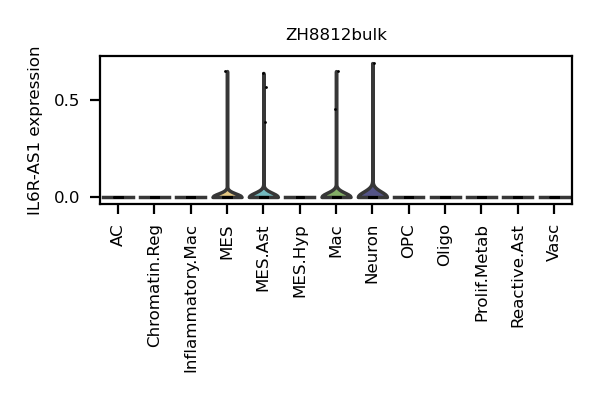 ZH8812bulk
IL6R-AS1 expression
0.5
0.0
AC
Chromatin.Reg
Inflammatory.Mac
MES
MES.Ast
MES.Hyp
Mac
Neuron
OPC
Oligo
Prolif.Metab
Reactive.Ast
Vasc